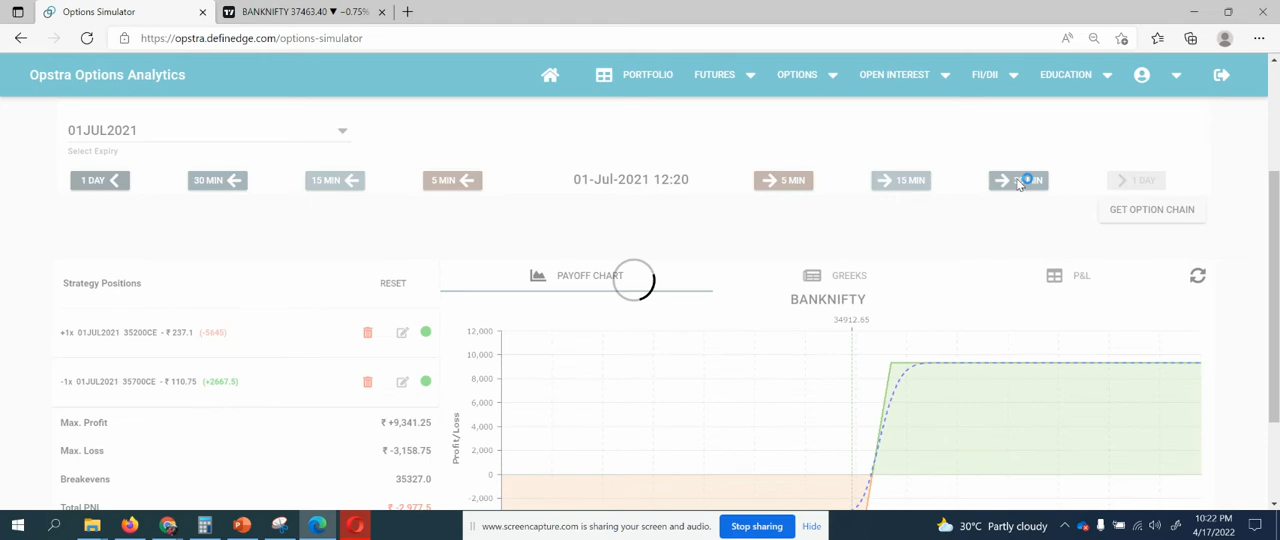 Options Simulator
BANKNIFTY 37463.40 ▼ −0.75%
https://opstra.definedge.com/options-simulator
Opstra Options Analytics
PORTFOLIO
FUTURES
OPTIONS
OPEN INTEREST
FII/DII
EDUCATION
01JUL2021
Select Expiry
1 DAY
30 MIN
15 MIN
5 MIN
01-Jul-2021 12:20
5 MIN
15 MIN
1 DAY
GET OPTION CHAIN
Strategy Positions
RESET
PAYOFF CHART
GREEKS
P&L
BANKNIFTY
34912.65
+1x 01JUL2021 35200CE - ₹ 237.1 (-5645)
-1x 01JUL2021 35700CE - ₹ 110.75 (+2667.5)
Max. Profit ₹ +9,341.25
Max. Loss ₹ -3,158.75
Breakevens 35327.0
Total PNL ₹ -2,977.5
Profit/Loss
12,000
10,000
8,000
6,000
4,000
2,000
0
-2,000
www.screencapture.com is sharing your screen and audio.
Stop sharing
Hide
30°C Partly cloudy
10:22 PM
4/17/2022